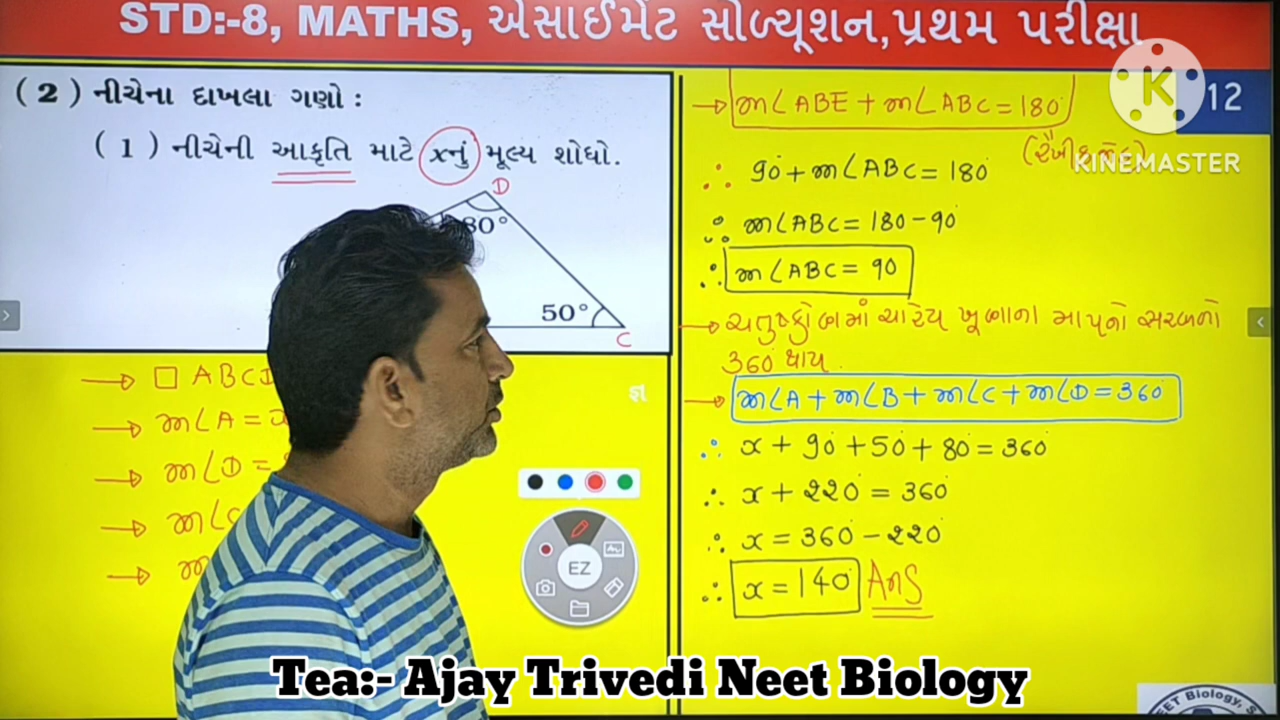 STD:-8, MATHS, એસાઈમેંટ સોલ્યૂશન,પ્રથમ પરીક્ષા
( 2 ) નીચેના દાખલા ગણો :
( 1 ) નીચેની આકૃતિ માટે xનું મૂલ્ય શોધો.
D
80°
50°
C
→ □ ABCD
→ m∠A = x
→ m∠D =
→ m∠C
→ m
12
K
KINEMASTER
→ m∠ABE + m∠ABC = 180°
∴ 90° + m∠ABC = 180°
∴ m∠ABC = 180 - 90°
∴ m∠ABC = 90
→ ચતુષ્કોણમાં ચારેય ખૂણાના માપનો સરવાળો
360° થાય.
→ m∠A + m∠B + m∠C + m∠D = 360°
∴ x + 90° + 50° + 80° = 360°
∴ x + 220° = 360°
∴ x = 360° - 220°
∴ x = 140° Ans
EZ
Tea:- Ajay Trivedi Neet Biology